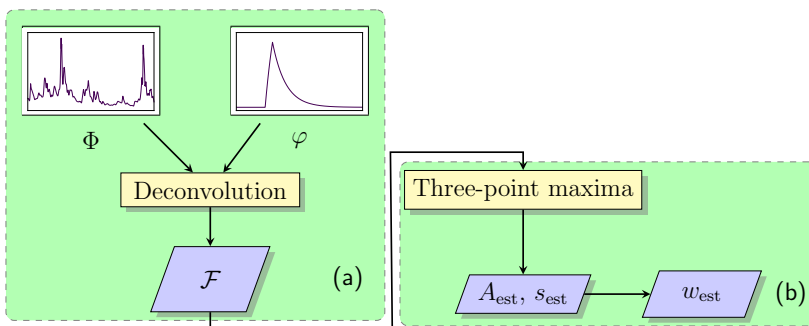 Φ
φ
Deconvolution
ℱ
(a)
Three-point maxima
A_est, s_est
w_est
(b)